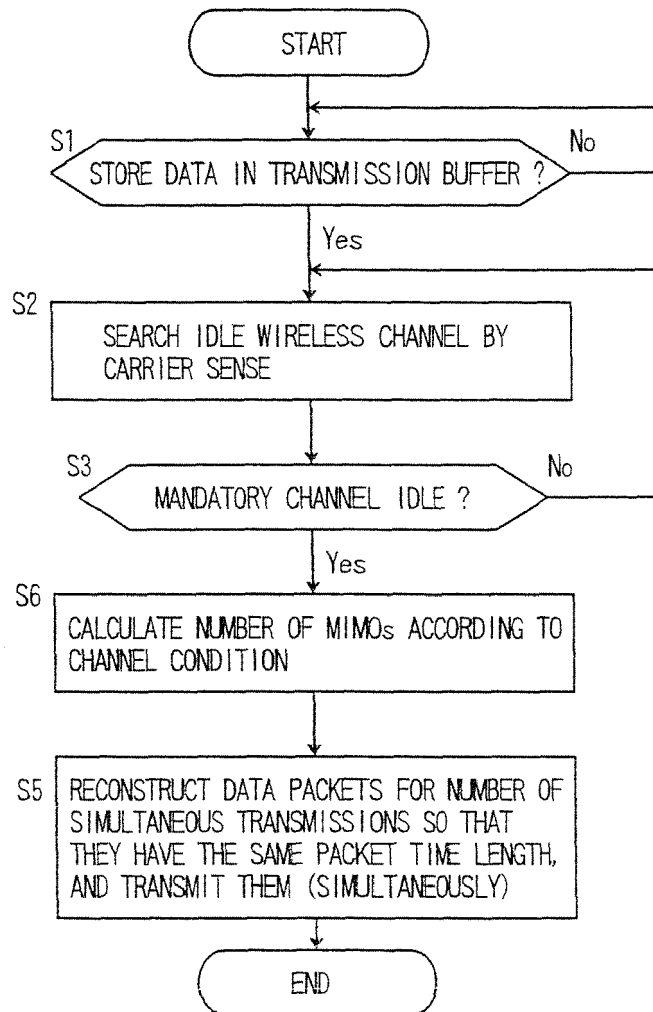 START
S1
STORE DATA IN TRANSMISSION BUFFER ?
No
Yes
S2
SEARCH IDLE WIRELESS CHANNEL BY
CARRIER SENSE
S3
MANDATORY CHANNEL IDLE ?
No
Yes
S6
CALCULATE NUMBER OF MIMOs ACCORDING TO
CHANNEL CONDITION
S5
RECONSTRUCT DATA PACKETS FOR NUMBER OF
SIMULTANEOUS TRANSMISSIONS SO THAT
THEY HAVE THE SAME PACKET TIME LENGTH,
AND TRANSMIT THEM (SIMULTANEOUSLY)
END